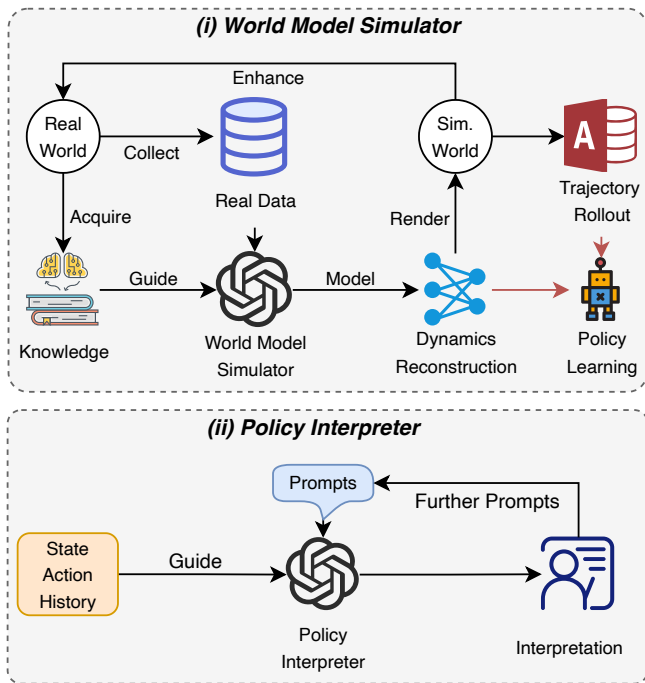 (i) World Model Simulator
Enhance
Real
World
Collect
Sim.
World
A
Real Data
Trajectory
Rollout
Acquire
Render
Guide
Model
Knowledge
World Model
Simulator
Dynamics
Reconstruction
Policy
Learning
(ii) Policy Interpreter
Prompts
Further Prompts
State
Action
History
Guide
Policy
Interpreter
Interpretation